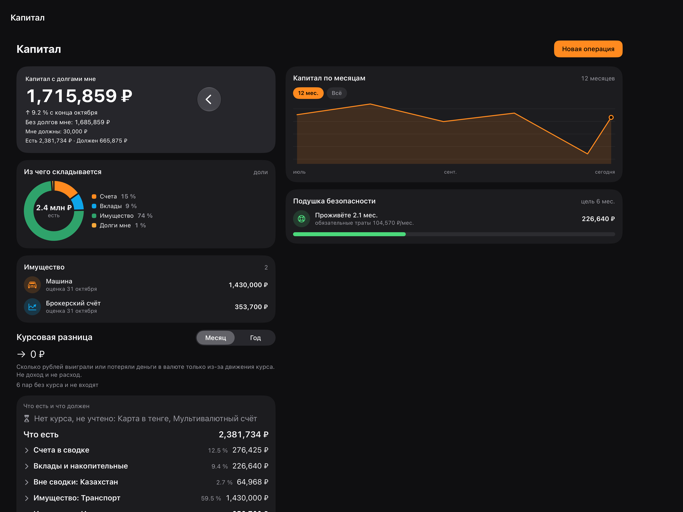 Капитал
Капитал
Новая операция
Капитал с долгами мне
1,715,859 ₽
↑ 9.2 % с конца октября
Без долгов мне: 1,685,859 ₽
Мне должны: 30,000 ₽
Есть 2,381,734 ₽ · Должен 665,875 ₽
Из чего складывается
доли
2.4 млн ₽
есть
Счета 15 %
Вклады 9 %
Имущество 74 %
Долги мне 1 %
Имущество 2
Машина
оценка 31 октября
1,430,000 ₽
Брокерский счёт
оценка 31 октября
353,700 ₽
Курсовая разница
Месяц Год
→ 0 ₽
Сколько рублей выиграли или потеряли деньги в валюте только из-за движения курса.
Не доход и не расход.
6 пар без курса и не входят
Что есть и что должен
Нет курса, не учтено: Карта в тенге, Мультивалютный счёт
Что есть 2,381,734 ₽
Счета в сводке 12.5 % 276,425 ₽
Вклады и накопительные 9.4 % 226,640 ₽
Вне сводки: Казахстан 2.7 % 64,968 ₽
Имущество: Транспорт 59.5 % 1,430,000 ₽
Капитал по месяцам
12 месяцев
12 мес. Всё
июль сент. сегодня
Подушка безопасности
цель 6 мес.
Проживёте 2.1 мес.
обязательные траты 104,570 ₽/мес.
226,640 ₽